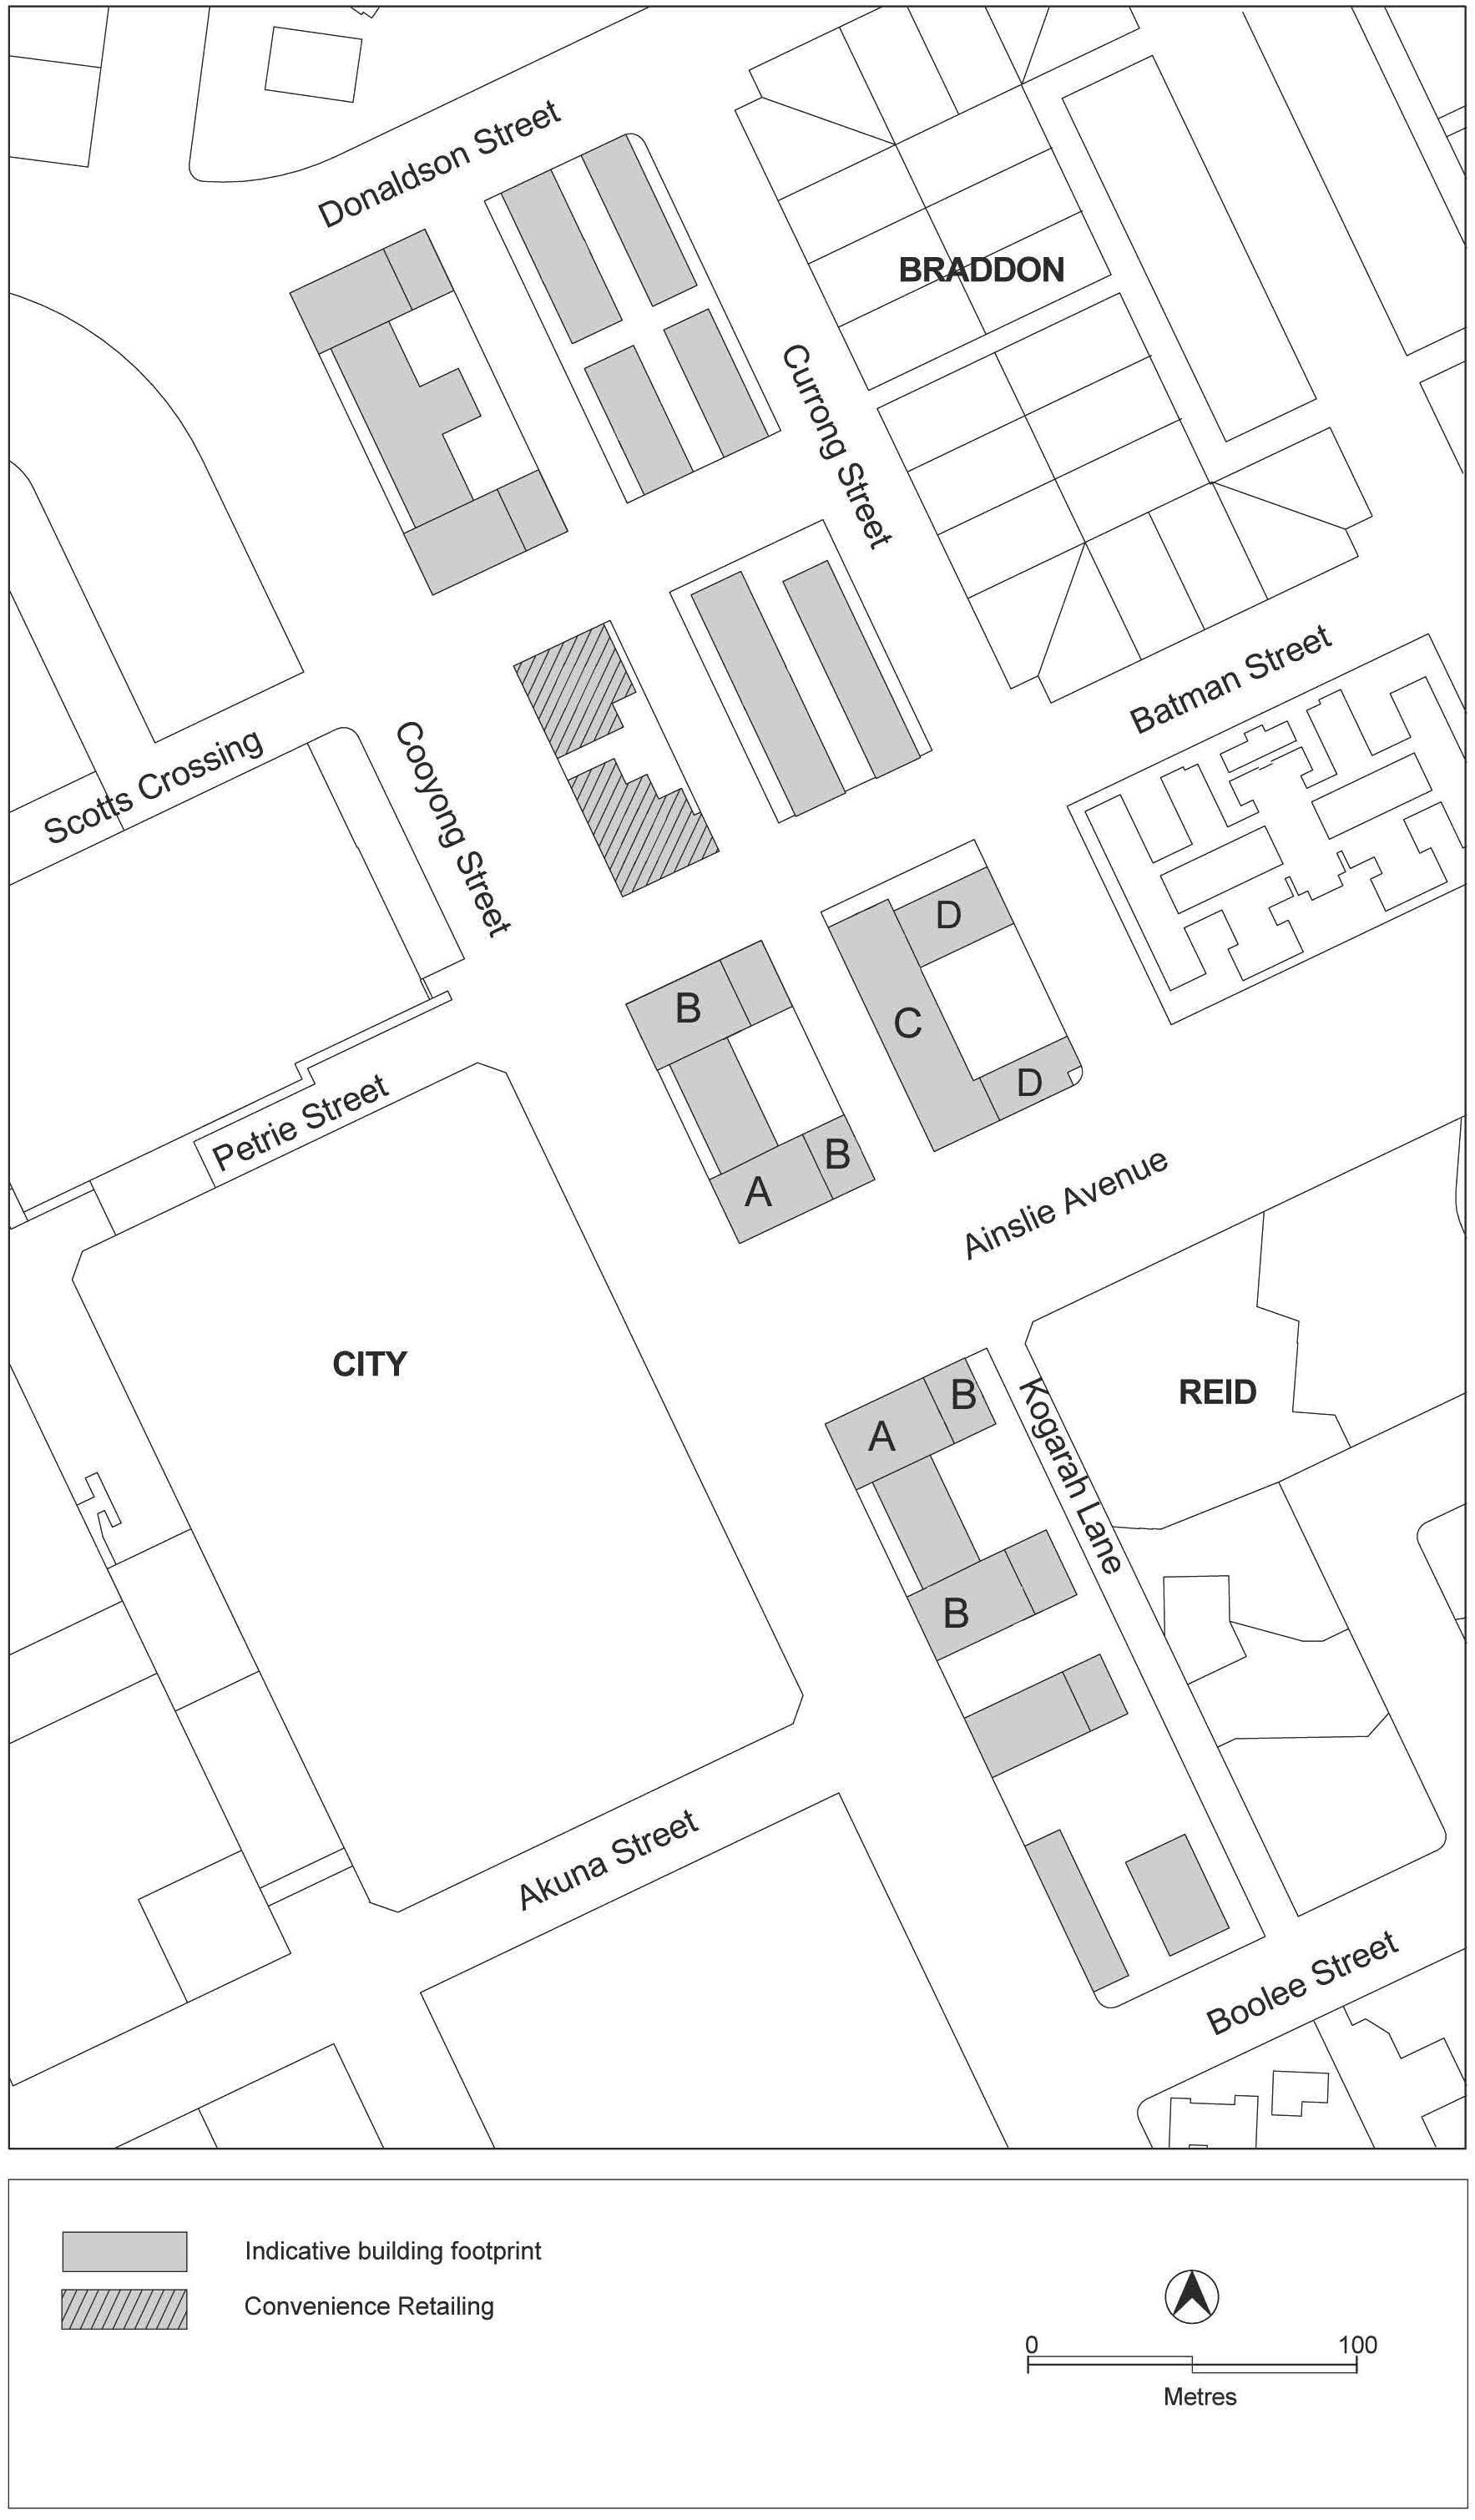 Donaldson Street
BRADDON
Currong Street
Batman Street
Scotts Crossing
Cooyong Street
D
B
C
D
Petrie Street
B
A
Ainslie Avenue
CITY
REID
B
A
Kogarah Lane
B
Akuna Street
Boolee Street
Indicative building footprint
Convenience Retailing
0 100
Metres